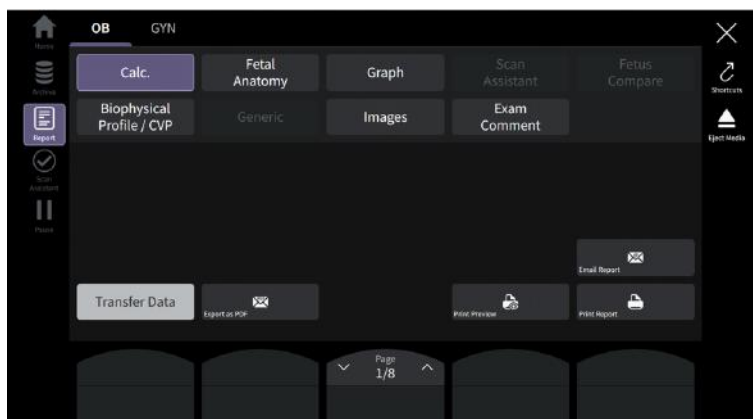 Home
OB
GYN
Archive
Calc.
Fetal
Anatomy
Graph
Scan
Assistant
Fetus
Compare
Shortcuts
Report
Biophysical
Profile / CVP
Generic
Images
Exam
Comment
Eject Media
Scan
Assistant
Pause
Email Report
Transfer Data
Export as PDF
Print Preview
Print Report
Page
1/8